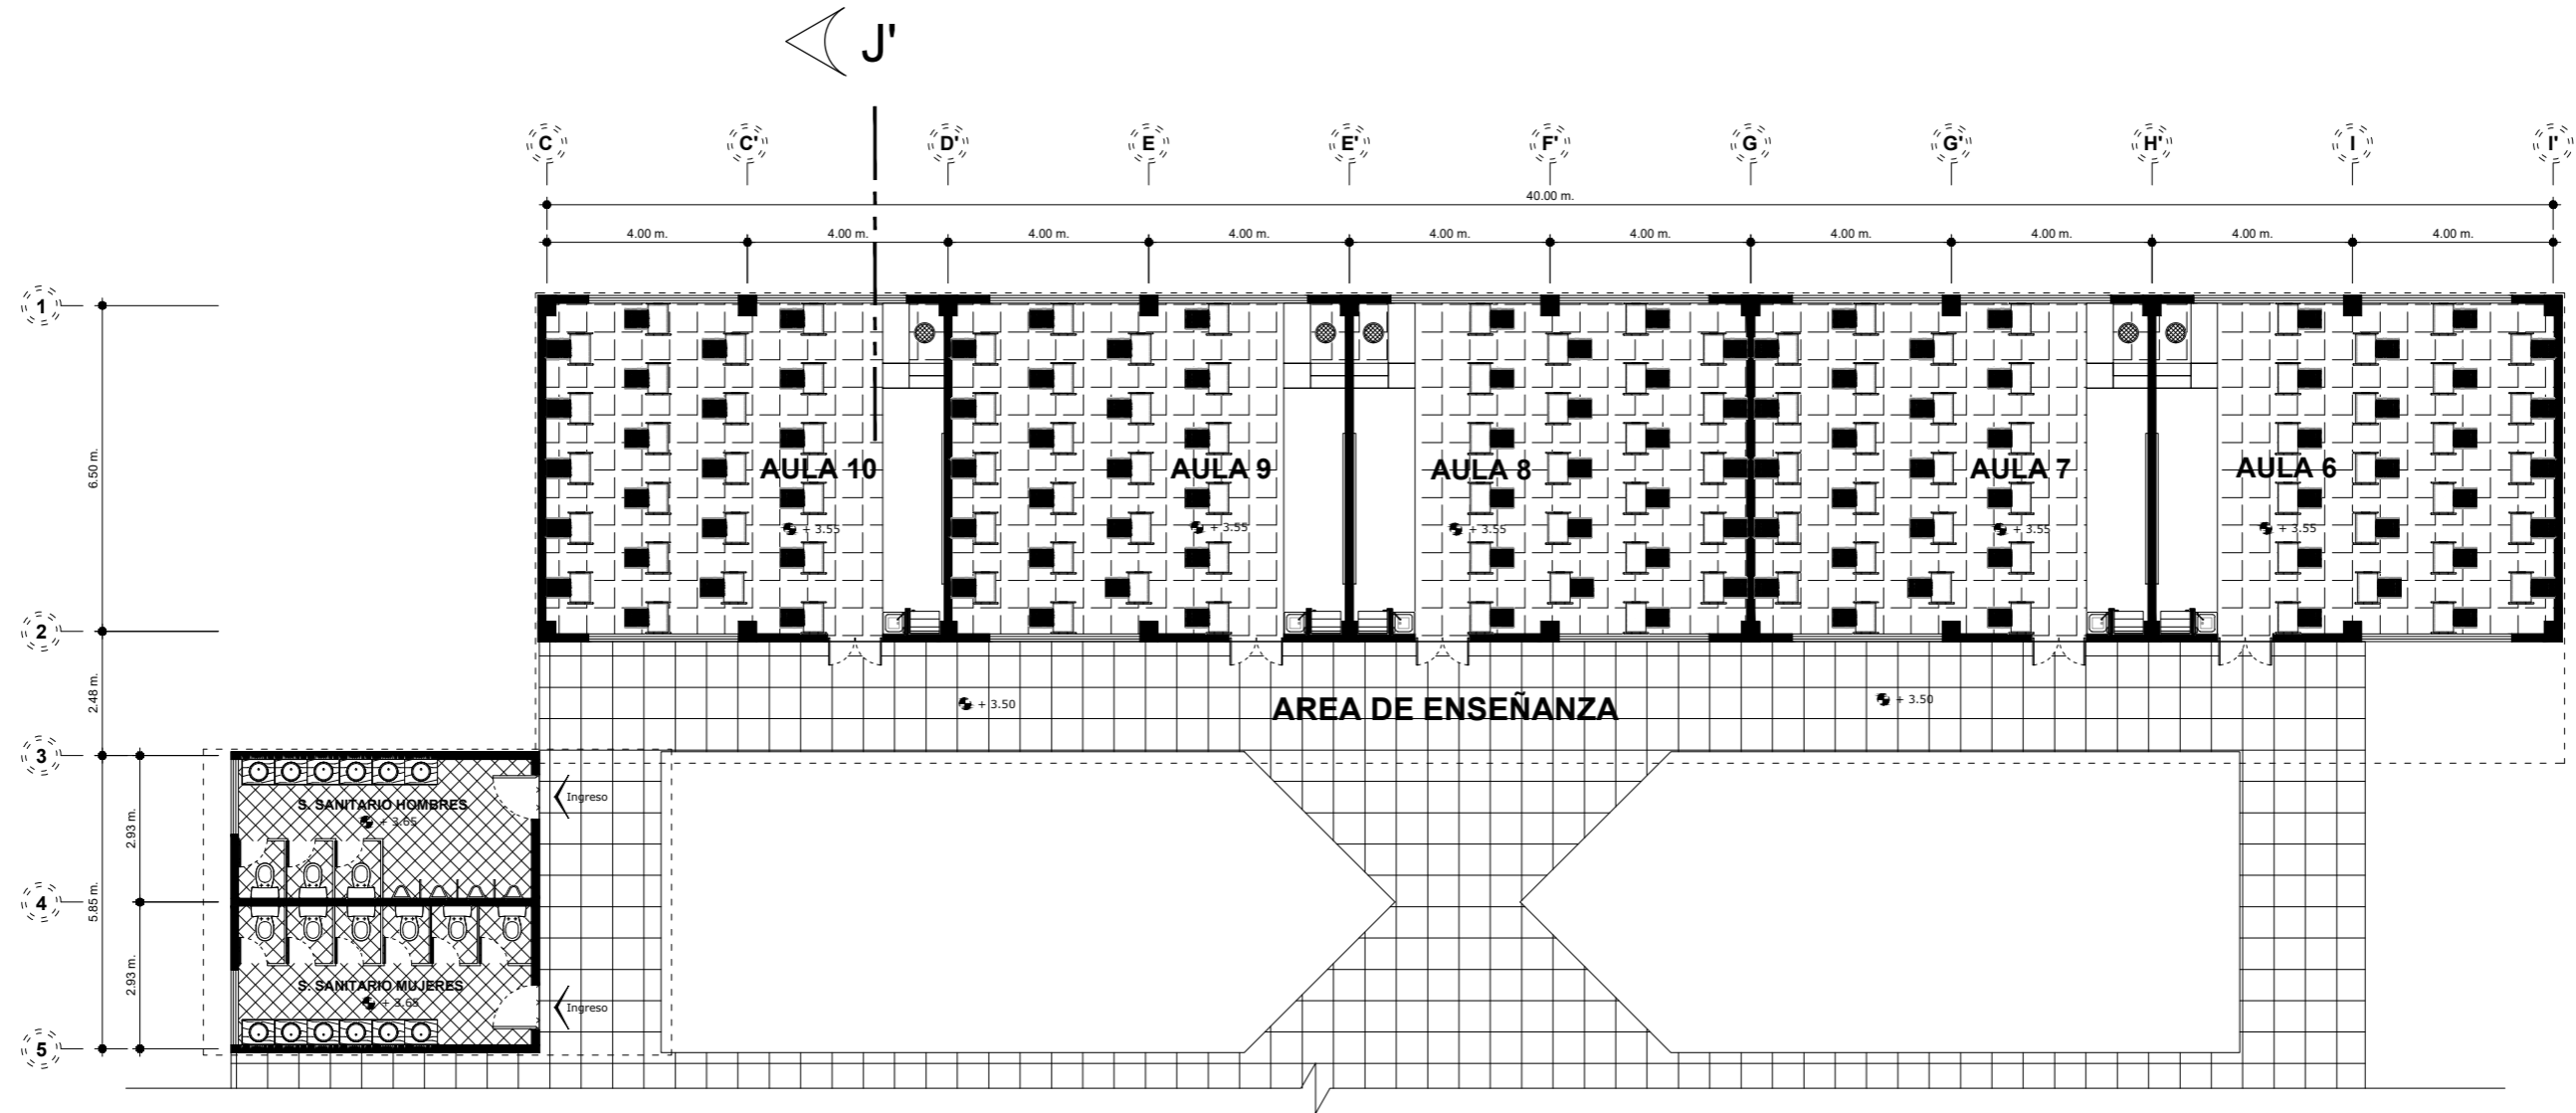 J'
C
C'
D'
E
E'
F'
G
G'
H'
I
I'
40.00 m.
4.00 m.
4.00 m.
4.00 m.
4.00 m.
4.00 m.
4.00 m.
4.00 m.
4.00 m.
4.00 m.
4.00 m.
1
2
3
4
5
6.50 m.
2.48 m.
5.85 m.
2.93 m.
2.93 m.
AULA 10
AULA 9
AULA 8
AULA 7
AULA 6
+ 3.55
+ 3.55
+ 3.55
+ 3.55
+ 3.55
+ 3.50
AREA DE ENSEÑANZA
+ 3.50
S. SANITARIO HOMBRES
+ 3.65
Ingreso
S. SANITARIO MUJERES
+ 3.65
Ingreso